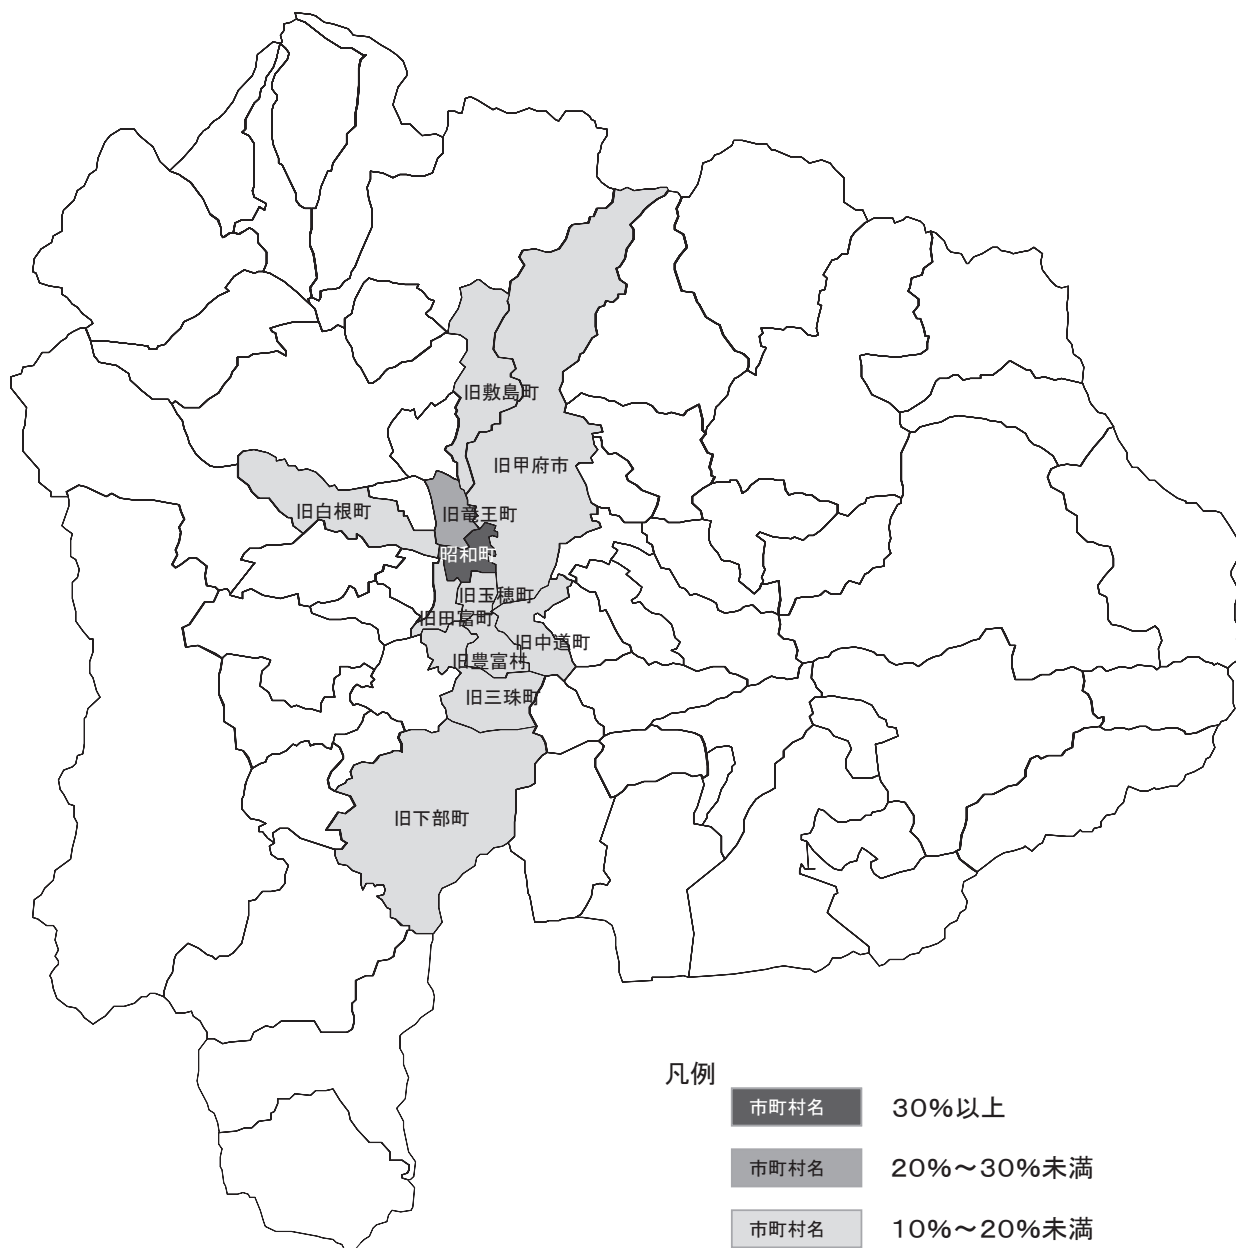 旧敷島町
旧甲府市
旧白根町
旧竜王町
昭和町
旧玉穂町
旧田富町
旧中道町
旧豊富村
旧三珠町
旧下部町
凡例
市町村名 30%以上
市町村名 20%～30%未満
市町村名 10%～20%未満